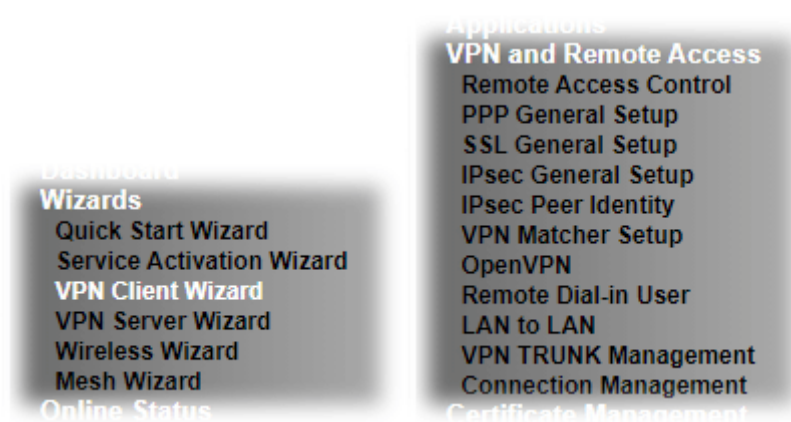 Dashboard
Wizards
Quick Start Wizard
Service Activation Wizard
VPN Client Wizard
VPN Server Wizard
Wireless Wizard
Mesh Wizard
Online Status
Applications
VPN and Remote Access
Remote Access Control
PPP General Setup
SSL General Setup
IPsec General Setup
IPsec Peer Identity
VPN Matcher Setup
OpenVPN
Remote Dial-in User
LAN to LAN
VPN TRUNK Management
Connection Management
Certificate Management